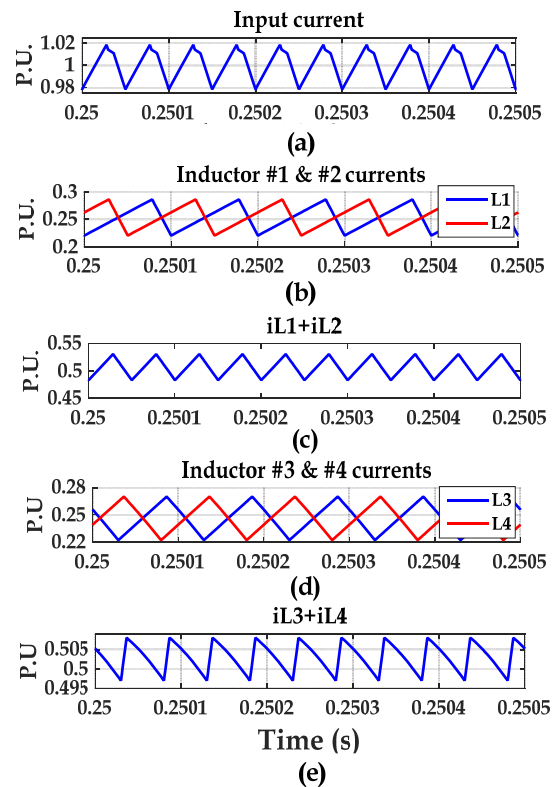 Input current
P.U.
1.02
1
0.98
0.25 0.2501 0.2502 0.2503 0.2504 0.2505
(a)
Inductor #1 & #2 currents
P.U.
0.3
0.25
0.2
L1
L2
0.25 0.2501 0.2502 0.2503 0.2504 0.2505
(b)
iL1+iL2
P.U.
0.55
0.5
0.45
0.25 0.2501 0.2502 0.2503 0.2504 0.2505
(c)
Inductor #3 & #4 currents
P.U
0.28
0.25
0.22
L3
L4
0.25 0.2501 0.2502 0.2503 0.2504 0.2505
(d)
iL3+iL4
P.U
0.505
0.5
0.495
0.25 0.2501 0.2502 0.2503 0.2504 0.2505
Time (s)
(e)